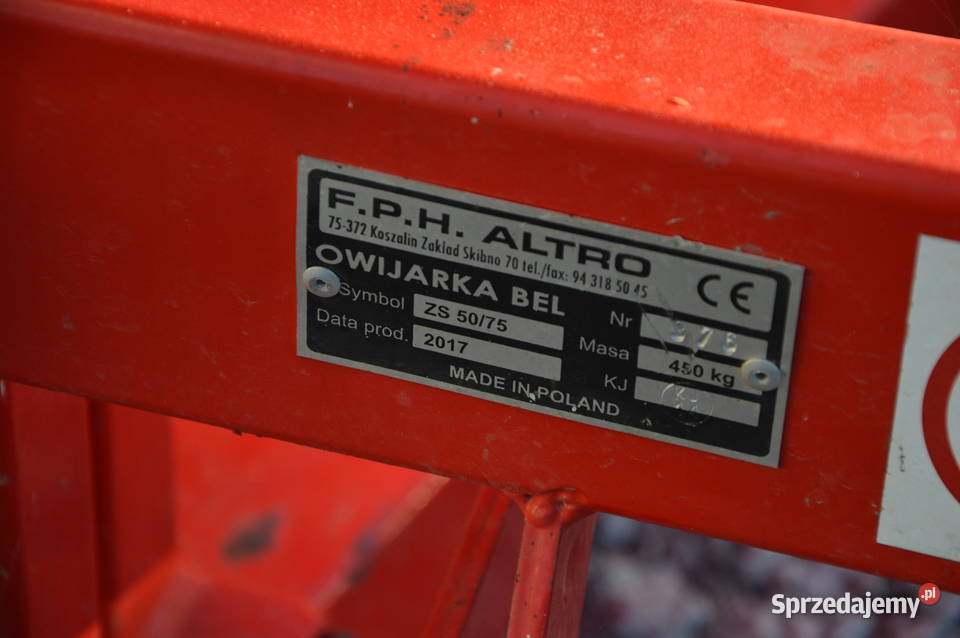 F.P.H. ALTRO
75-372 Koszalin Zakład Skibno 70 tel./fax: 94 318 50 45
CE
OWIJARKA BEL
Symbol ZS 50/75
Data prod. 2017
Nr
Masa 450 kg
KJ
MADE IN POLAND
Sprzedajemy.pl